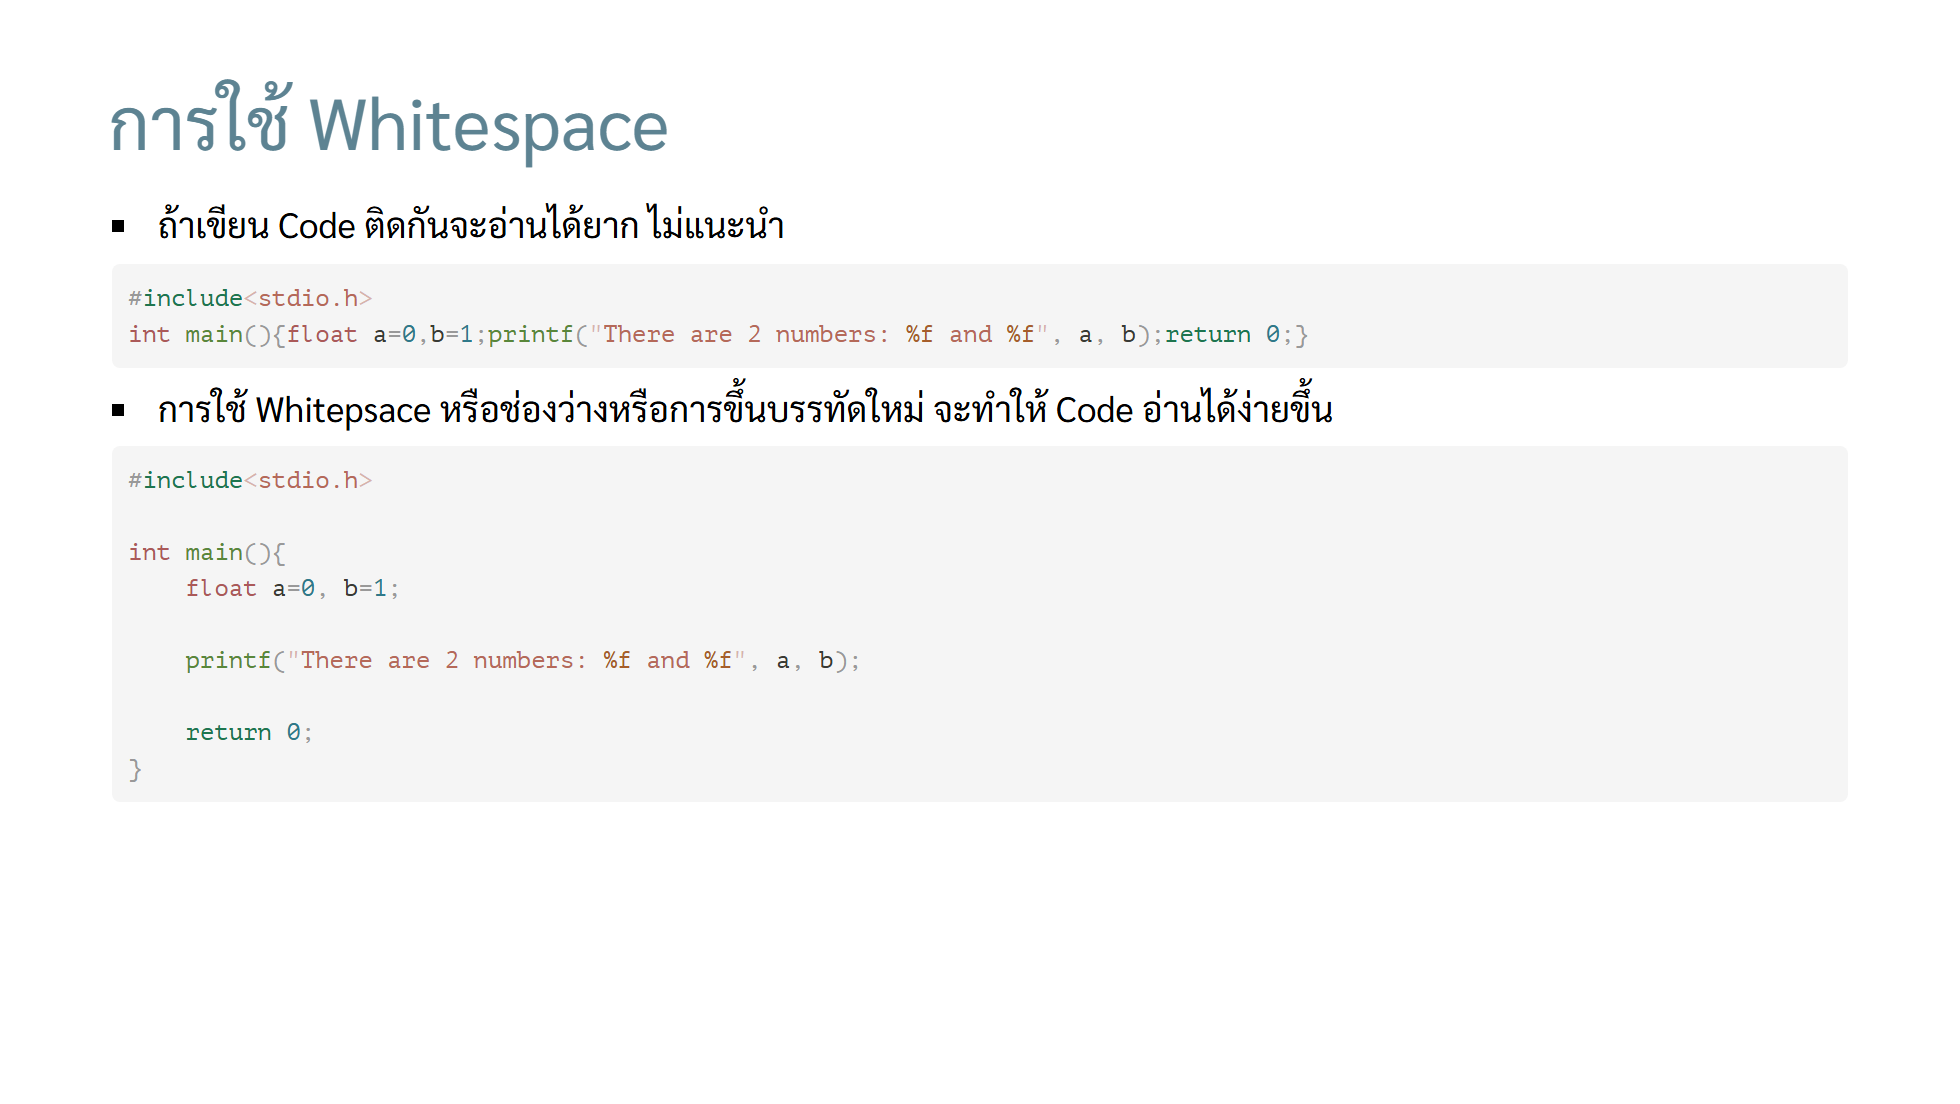 การใช้ Whitespace
▪ ถ้าเขียน Code ติดกันจะอ่านได้ยาก ไม่แนะนำ
#include<stdio.h>
int main(){float a=0,b=1;printf("There are 2 numbers: %f and %f", a, b);return 0;}
▪ การใช้ Whitepsace หรือช่องว่างหรือการขึ้นบรรทัดใหม่ จะทำให้ Code อ่านได้ง่ายขึ้น
#include<stdio.h>
int main(){
    float a=0, b=1;
    printf("There are 2 numbers: %f and %f", a, b);
    return 0;
}